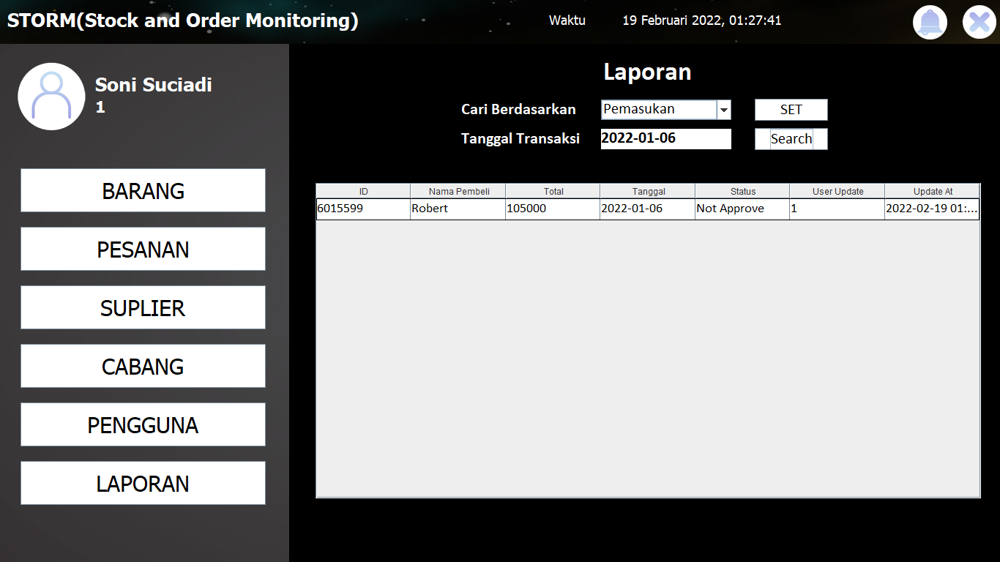 STORM(Stock and Order Monitoring)
Waktu 19 Februari 2022, 01:27:41
Soni Suciadi
1
BARANG
PESANAN
SUPLIER
CABANG
PENGGUNA
LAPORAN
Laporan
Cari Berdasarkan Pemasukan SET
Tanggal Transaksi 2022-01-06 Search
ID Nama Pembeli Total Tanggal Status User Update Update At
6015599 Robert 105000 2022-01-06 Not Approve 1 2022-02-19 01:...